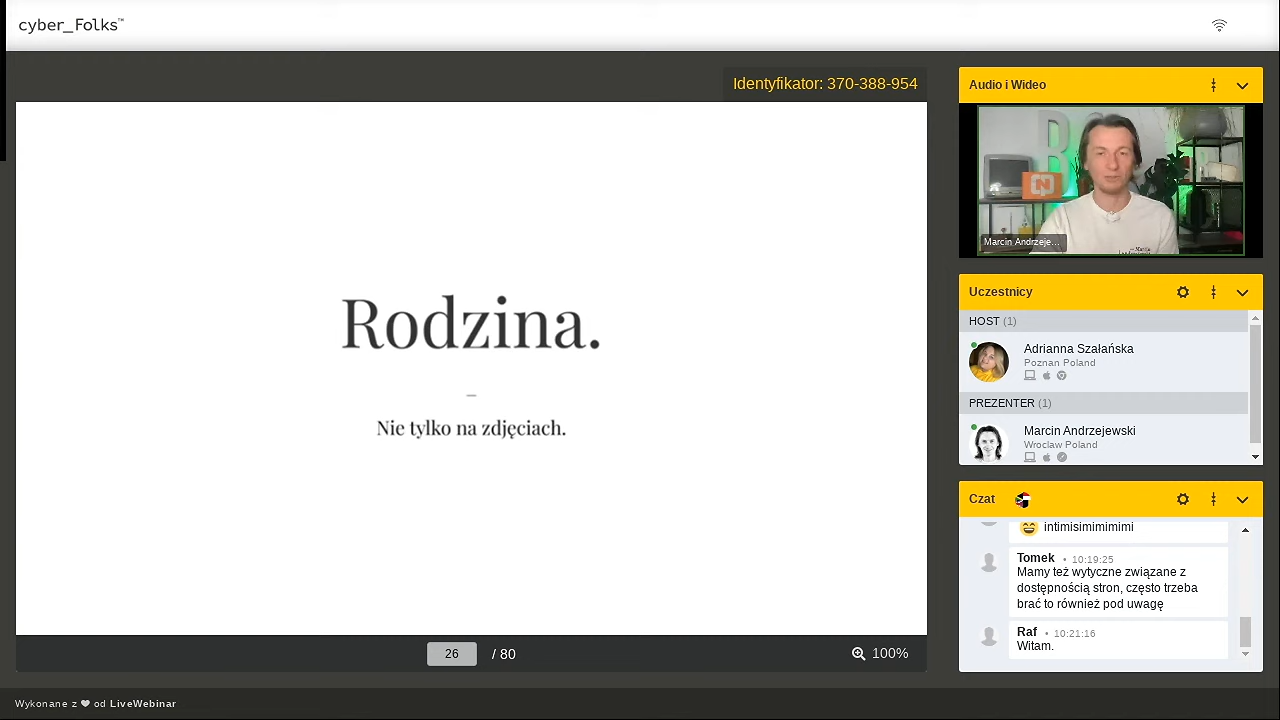 cyber_Folks™
Identyfikator: 370-388-954
Rodzina.
–
Nie tylko na zdjęciach.
26 / 80
100%
Audio i Wideo
Marcin Andrzeje...
Uczestnicy
HOST (1)
Adrianna Szałańska
Poznan Poland
PREZENTER (1)
Marcin Andrzejewski
Wroclaw Poland
Czat
intimisimimimimi
Tomek • 10:19:25
Mamy też wytyczne związane z
dostępnością stron, często trzeba
brać to również pod uwagę
Raf • 10:21:16
Witam.
Wykonane z ❤ od LiveWebinar